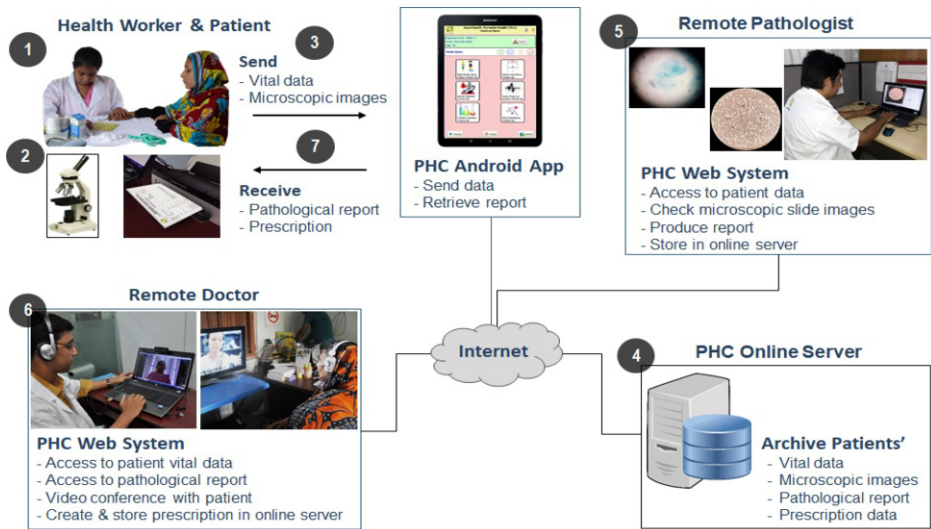 Health Worker & Patient
1
3
Send
- Vital data
- Microscopic images
2
7
Receive
- Pathological report
- Prescription
PHC Android App
- Send data
- Retrieve report
Remote Pathologist
5
PHC Web System
- Access to patient data
- Check microscopic slide images
- Produce report
- Store in online server
Remote Doctor
6
PHC Web System
- Access to patient vital data
- Access to pathological report
- Video conference with patient
- Create & store prescription in online server
Internet
PHC Online Server
4
Archive Patients’
- Vital data
- Microscopic images
- Pathological report
- Prescription data